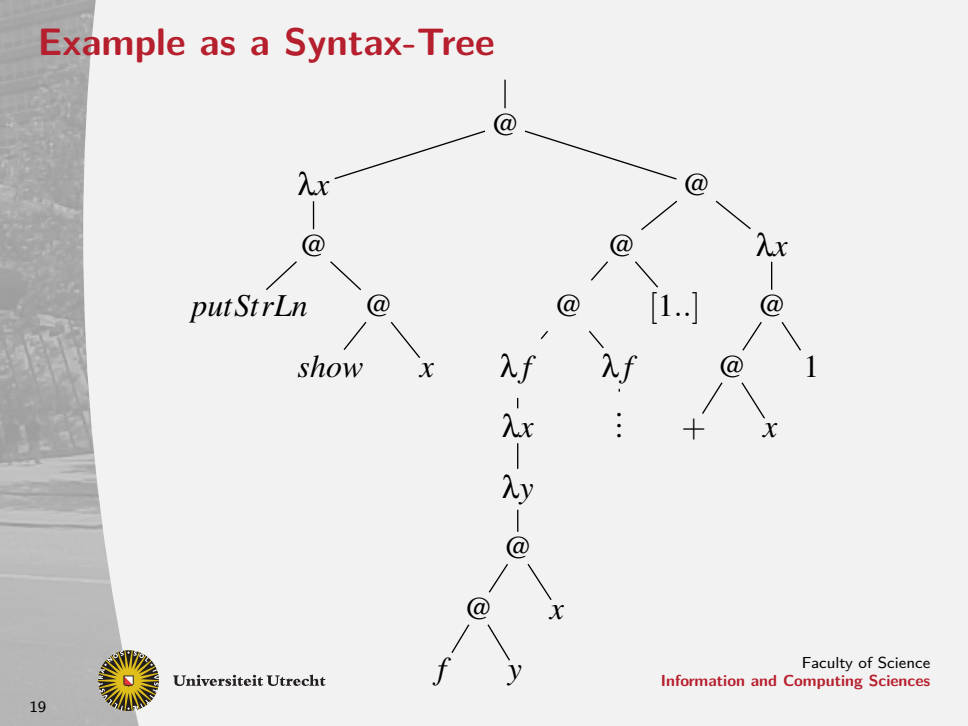 Example as a Syntax-Tree
@
λx @
@ @ λx
putStrLn @ @ [1..] @
show x λf λf @ 1
λx ⋮ + x
λy
@
@ x
f y
Universiteit Utrecht
Faculty of Science
Information and Computing Sciences
19